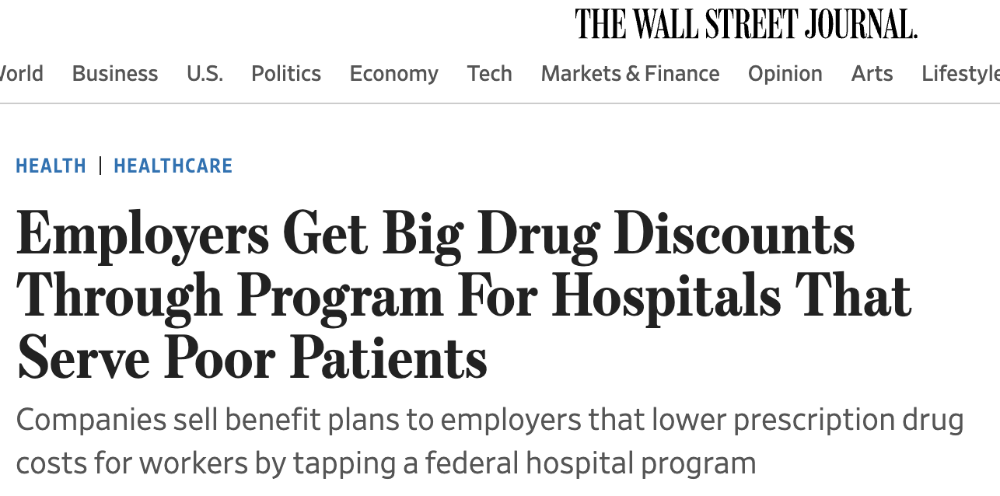 THE WALL STREET JOURNAL.
orld Business U.S. Politics Economy Tech Markets & Finance Opinion Arts Lifestyle
HEALTH | HEALTHCARE
Employers Get Big Drug Discounts
Through Program For Hospitals That
Serve Poor Patients
Companies sell benefit plans to employers that lower prescription drug
costs for workers by tapping a federal hospital program